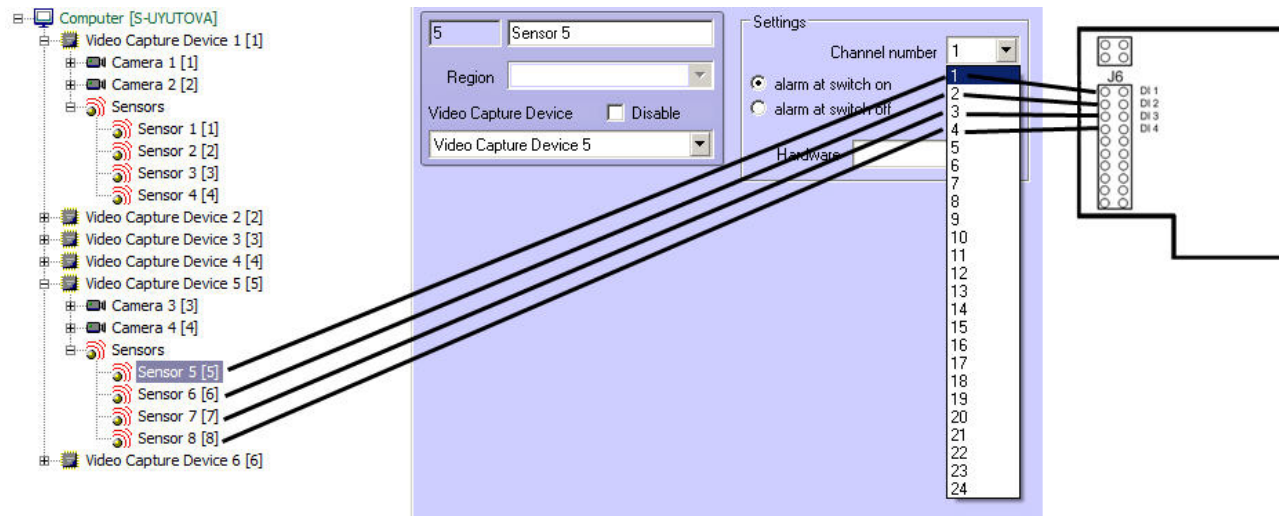 Computer [S-UYUTOVA]
Video Capture Device 1 [1]
Camera 1 [1]
Camera 2 [2]
Sensors
Sensor 1 [1]
Sensor 2 [2]
Sensor 3 [3]
Sensor 4 [4]
Video Capture Device 2 [2]
Video Capture Device 3 [3]
Video Capture Device 4 [4]
Video Capture Device 5 [5]
Camera 3 [3]
Camera 4 [4]
Sensors
Sensor 5 [5]
Sensor 6 [6]
Sensor 7 [7]
Sensor 8 [8]
Video Capture Device 6 [6]
5 Sensor 5
Region
Video Capture Device Disable
Video Capture Device 5
Settings
Channel number 1
alarm at switch on
alarm at switch off
Hardware
1
2
3
4
5
6
7
8
9
10
11
12
13
14
15
16
17
18
19
20
21
22
23
24
J6
DI 1
DI 2
DI 3
DI 4